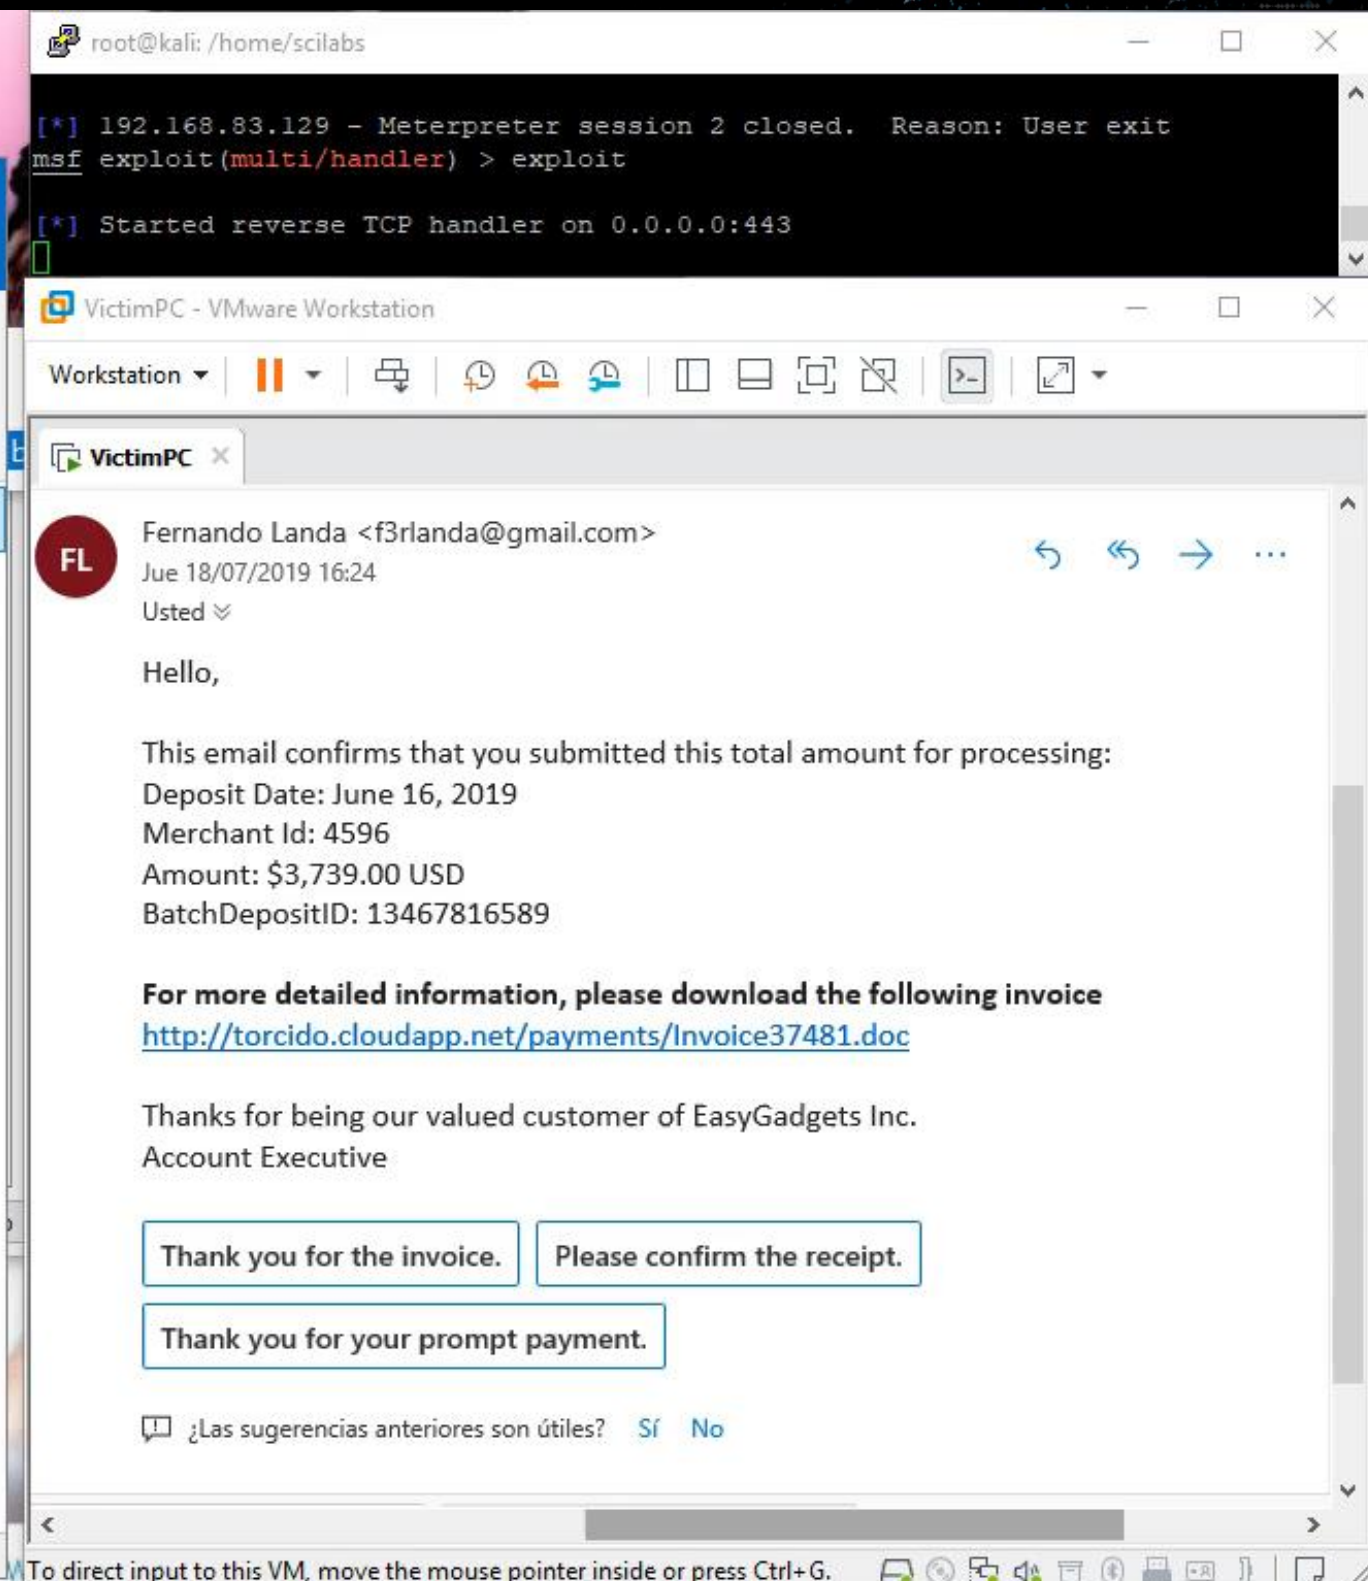 root@kali: /home/scilabs
[*] 192.168.83.129 - Meterpreter session 2 closed.  Reason: User exit
msf exploit(multi/handler) > exploit
[*] Started reverse TCP handler on 0.0.0.0:443
VictimPC - VMware Workstation
Workstation
VictimPC
FL
Fernando Landa <f3rlanda@gmail.com>
Jue 18/07/2019 16:24
Usted
Hello,
This email confirms that you submitted this total amount for processing:
Deposit Date: June 16, 2019
Merchant Id: 4596
Amount: $3,739.00 USD
BatchDepositID: 13467816589
For more detailed information, please download the following invoice
http://torcido.cloudapp.net/payments/Invoice37481.doc
Thanks for being our valued customer of EasyGadgets Inc.
Account Executive
Thank you for the invoice.
Please confirm the receipt.
Thank you for your prompt payment.
¿Las sugerencias anteriores son útiles? Sí No
To direct input to this VM, move the mouse pointer inside or press Ctrl+G.